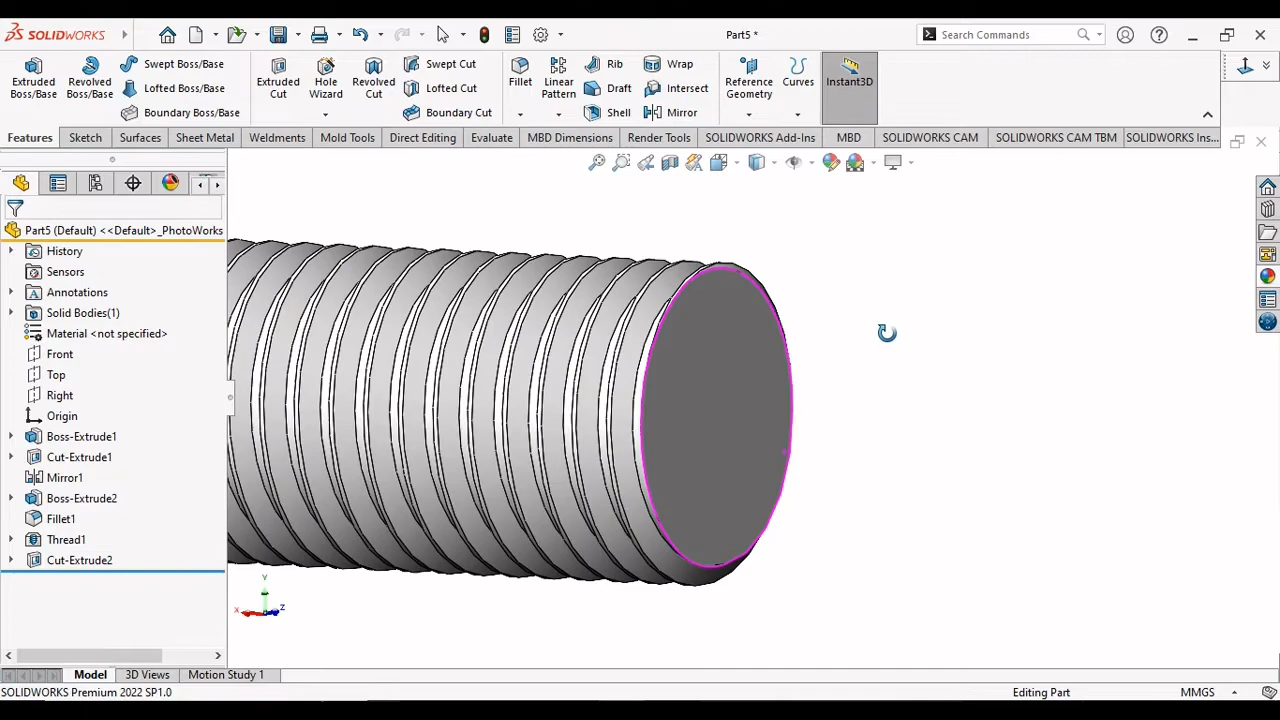 SOLIDWORKS
Part5 *
Search Commands
Extruded Boss/Base
Revolved Boss/Base
Swept Boss/Base
Lofted Boss/Base
Boundary Boss/Base
Extruded Cut
Hole Wizard
Revolved Cut
Swept Cut
Lofted Cut
Boundary Cut
Fillet
Linear Pattern
Rib
Draft
Shell
Wrap
Intersect
Mirror
Reference Geometry
Curves
Instant3D
Features
Sketch
Surfaces
Sheet Metal
Weldments
Mold Tools
Direct Editing
Evaluate
MBD Dimensions
Render Tools
SOLIDWORKS Add-Ins
MBD
SOLIDWORKS CAM
SOLIDWORKS CAM TBM
SOLIDWORKS Ins...
Part5 (Default) <<Default>_PhotoWorks
History
Sensors
Annotations
Solid Bodies(1)
Material <not specified>
Front
Top
Right
Origin
Boss-Extrude1
Cut-Extrude1
Mirror1
Boss-Extrude2
Fillet1
Thread1
Cut-Extrude2
Y
X
Z
Model
3D Views
Motion Study 1
SOLIDWORKS Premium 2022 SP1.0
Editing Part
MMGS